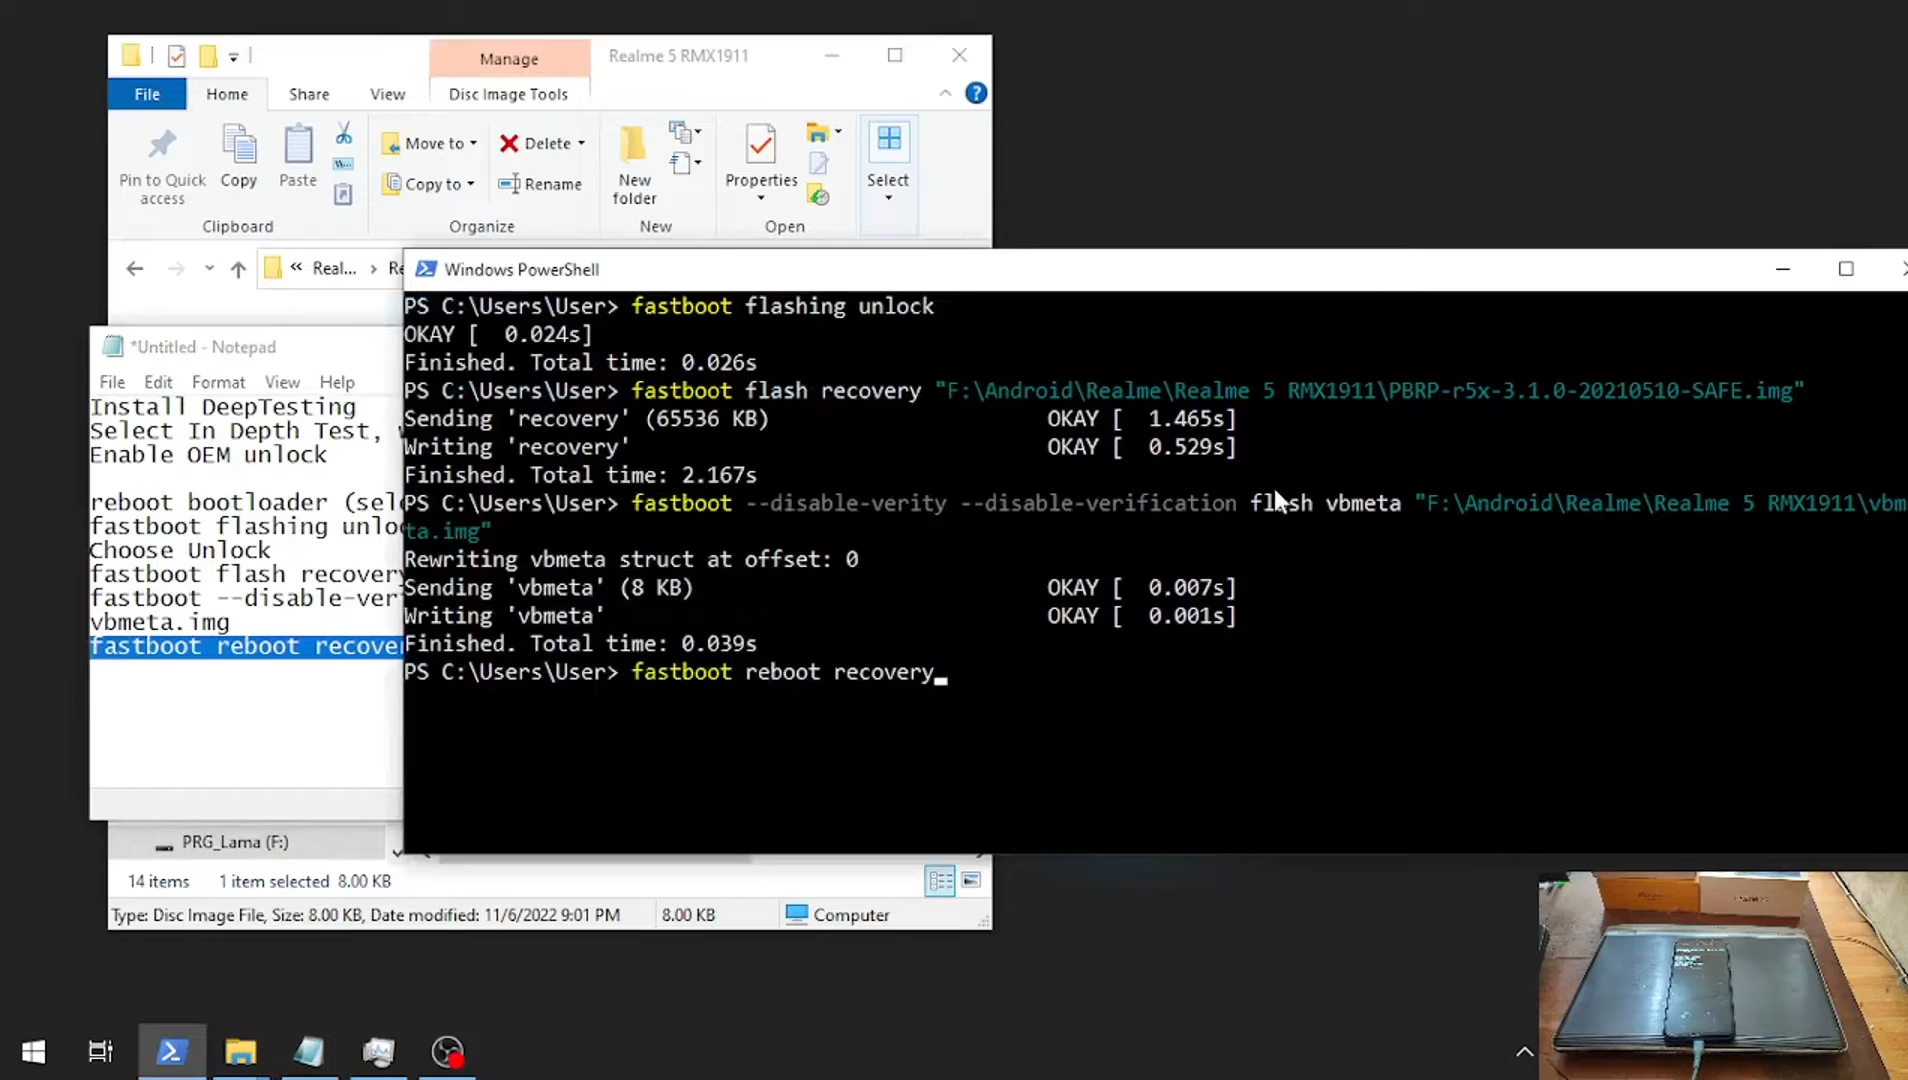 Manage
Realme 5 RMX1911
File
Home
Share
View
Disc Image Tools
Pin to Quick access
Copy
Paste
Move to
Copy to
Delete
Rename
New folder
Properties
Select
Clipboard
Organize
New
Open
« Real... > Re
Windows PowerShell
PS C:\Users\User> fastboot flashing unlock
OKAY [  0.024s]
Finished. Total time: 0.026s
PS C:\Users\User> fastboot flash recovery "F:\Android\Realme\Realme 5 RMX1911\PBRP-r5x-3.1.0-20210510-SAFE.img"
Sending 'recovery' (65536 KB)                      OKAY [  1.465s]
Writing 'recovery'                                 OKAY [  0.529s]
Finished. Total time: 2.167s
PS C:\Users\User> fastboot --disable-verity --disable-verification flash vbmeta "F:\Android\Realme\Realme 5 RMX1911\vbm
ta.img"
Rewriting vbmeta struct at offset: 0
Sending 'vbmeta' (8 KB)                            OKAY [  0.007s]
Writing 'vbmeta'                                   OKAY [  0.001s]
Finished. Total time: 0.039s
PS C:\Users\User> fastboot reboot recovery
*Untitled - Notepad
File Edit Format View Help
Install DeepTesting
Select In Depth Test,
Enable OEM unlock
reboot bootloader (sele
fastboot flashing unloc
Choose Unlock
fastboot flash recovery
fastboot --disable-ver
vbmeta.img
fastboot reboot recover
PRG_Lama (F:)
14 items 1 item selected 8.00 KB
Type: Disc Image File, Size: 8.00 KB, Date modified: 11/6/2022 9:01 PM
8.00 KB
Computer